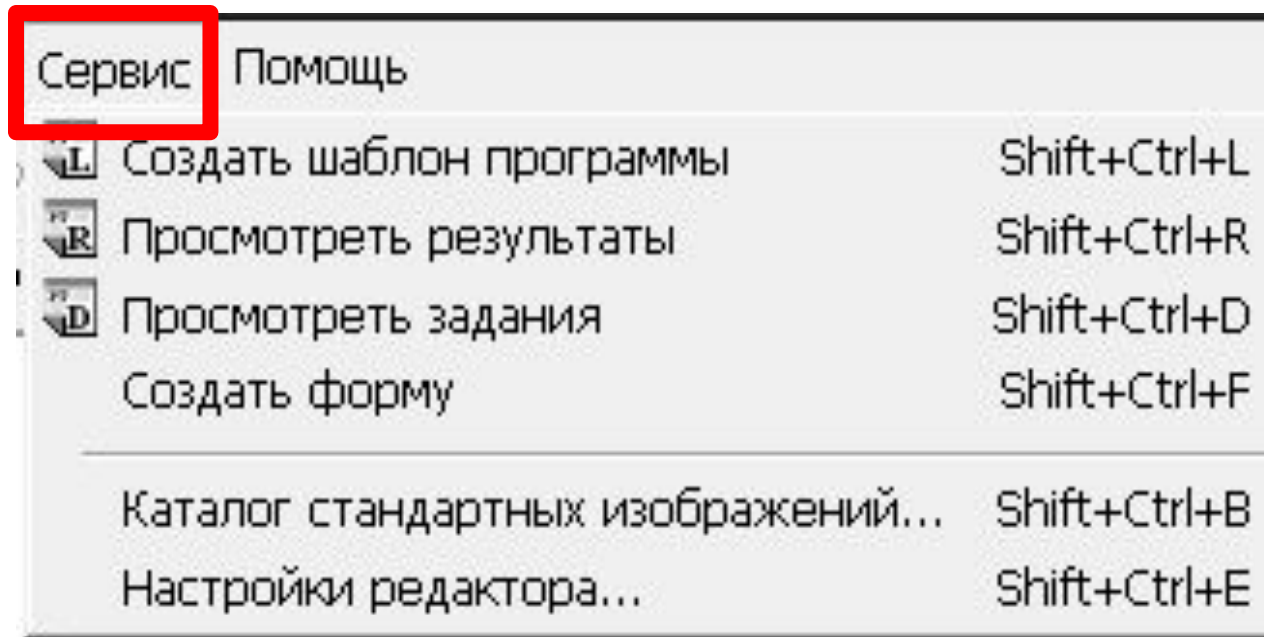 Сервис Помощь
Создать шаблон программы Shift+Ctrl+L
Просмотреть результаты Shift+Ctrl+R
Просмотреть задания Shift+Ctrl+D
Создать форму Shift+Ctrl+F
Каталог стандартных изображений... Shift+Ctrl+B
Настройки редактора... Shift+Ctrl+E